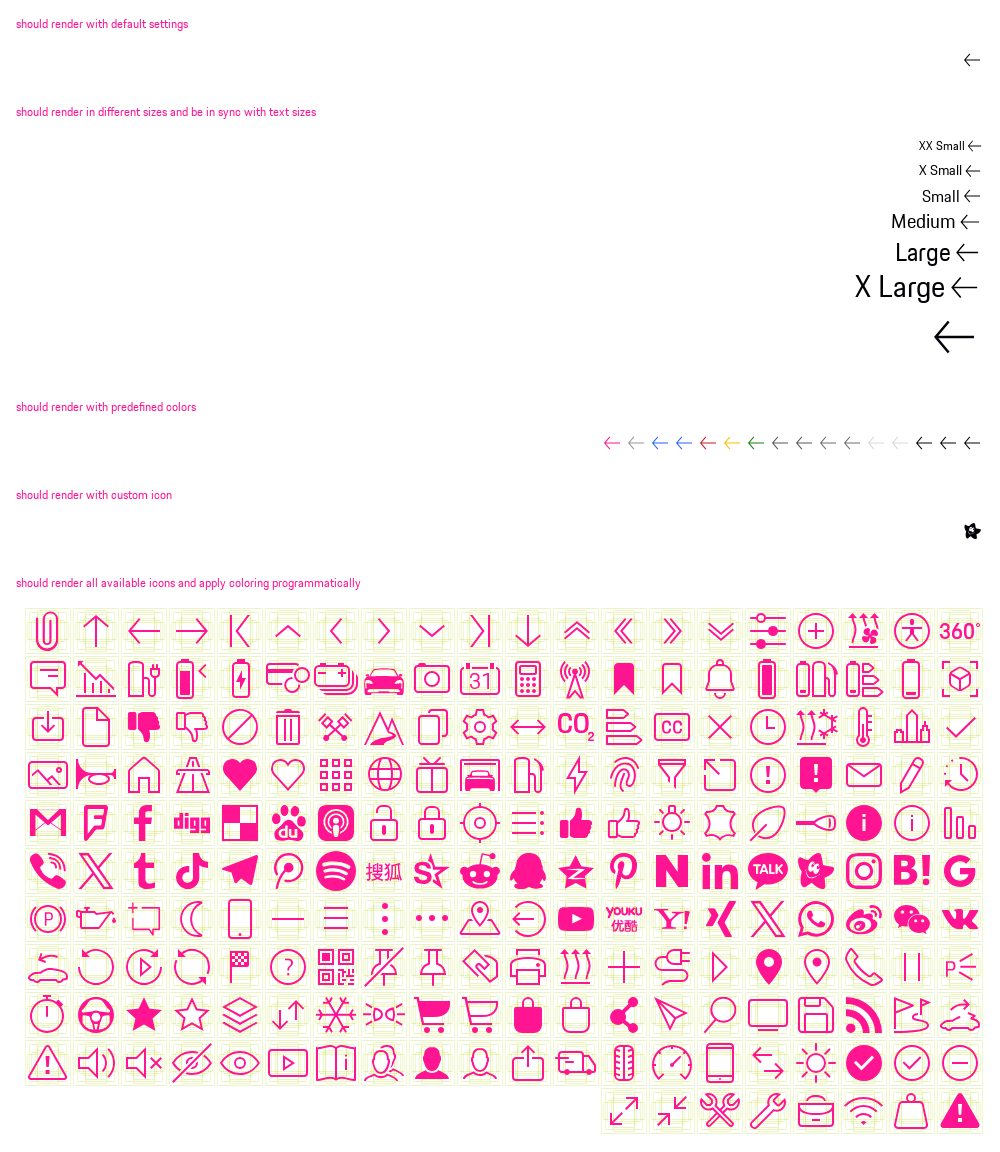 should render with default settings
should render in different sizes and be in sync with text sizes
XX Small
X Small
Small
Medium
Large
X Large
should render with predefined colors
should render with custom icon
should render all available icons and apply coloring programmatically
360°
31
CO2
CC
digg
du
搜狐
TALK
B!
G
P
YOUKU
优酷
Y!
P